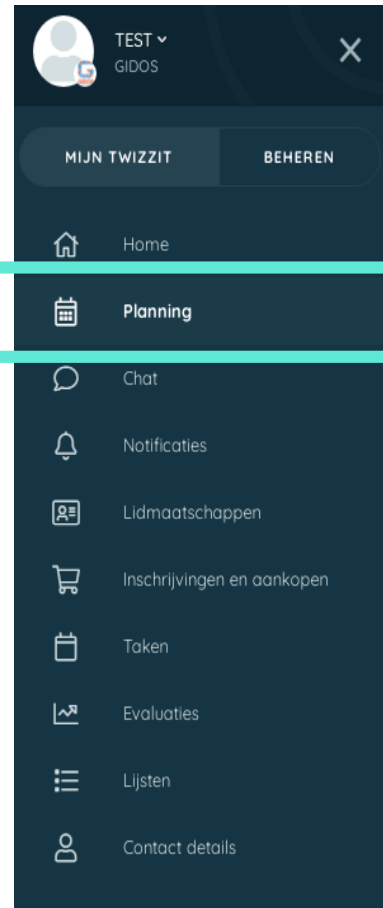 TEST
GIDOS
MIJN TWIZZIT
BEHEREN
Home
Planning
Chat
Notificaties
Lidmaatschappen
Inschrijvingen en aankopen
Taken
Evaluaties
Lijsten
Contact details